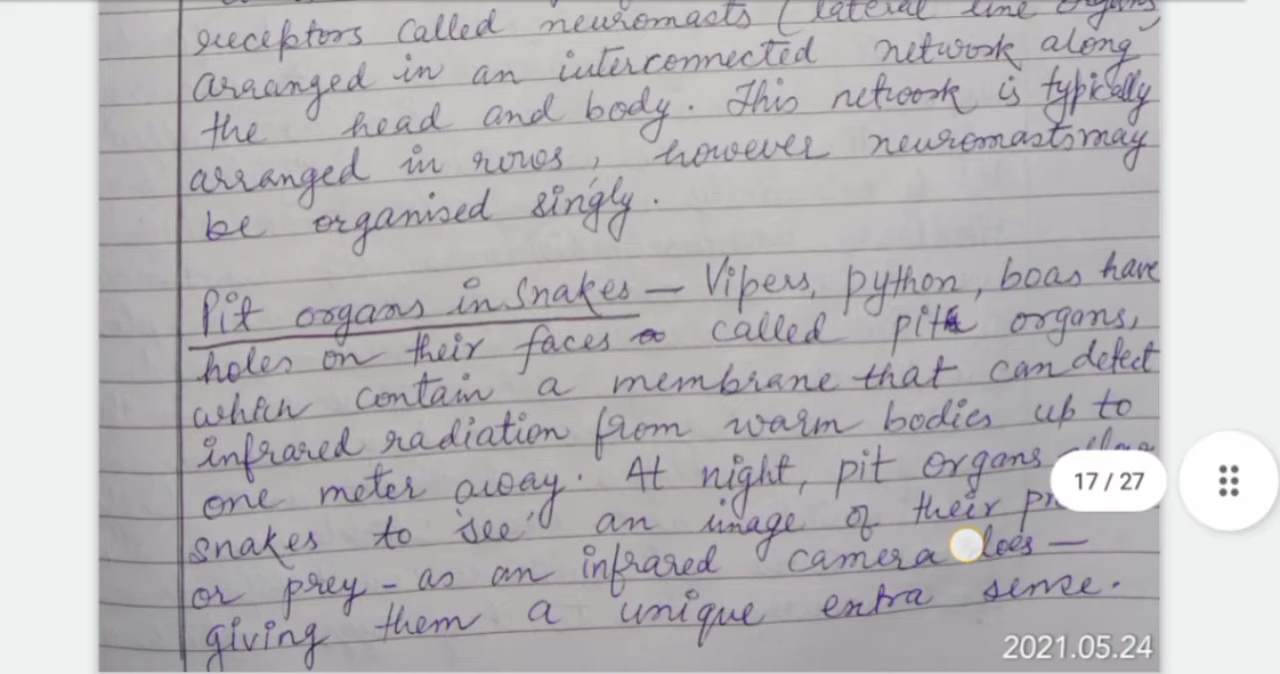 receptors called neuromasts (lateral line organs
arranged in an interconnected network along
the head and body. This network is typically
arranged in rows, however neuromasts may
be organised singly.
Pit organs in Snakes — Vipers, python, boas have
holes on their faces called pit organs,
which contain a membrane that can detect
infrared radiation from warm bodies up to
one meter away. At night, pit organs
snakes to 'see' an image of their
or prey - as an infrared camera does —
giving them a unique extra sense.
17 / 27
2021.05.24